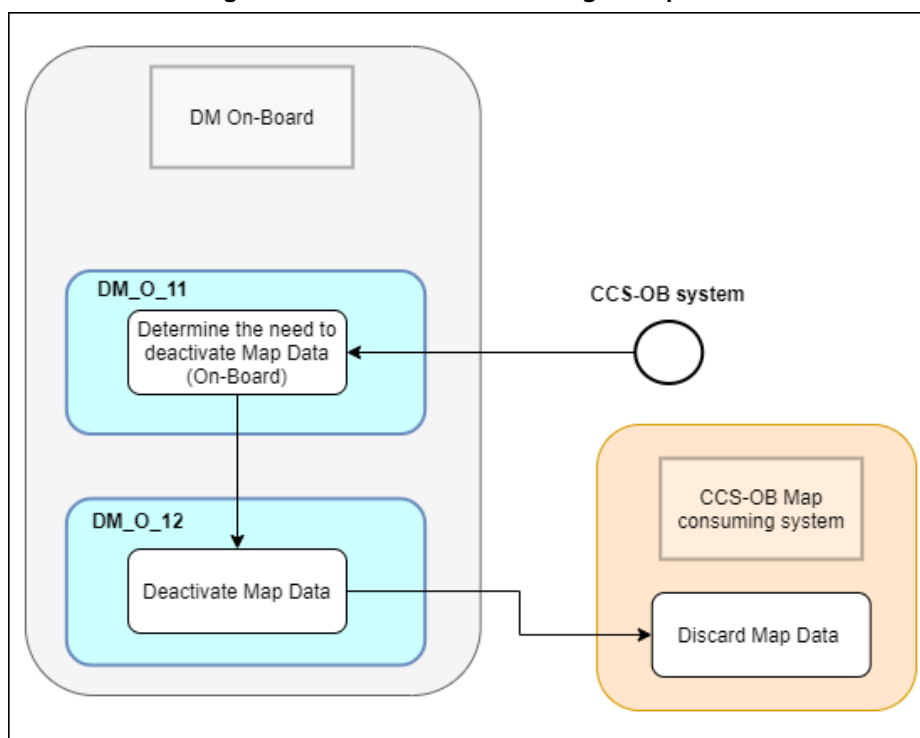 DM On-Board
DM_O_11
Determine the need to
deactivate Map Data
(On-Board)
CCS-OB system
DM_O_12
Deactivate Map Data
CCS-OB Map
consuming system
Discard Map Data